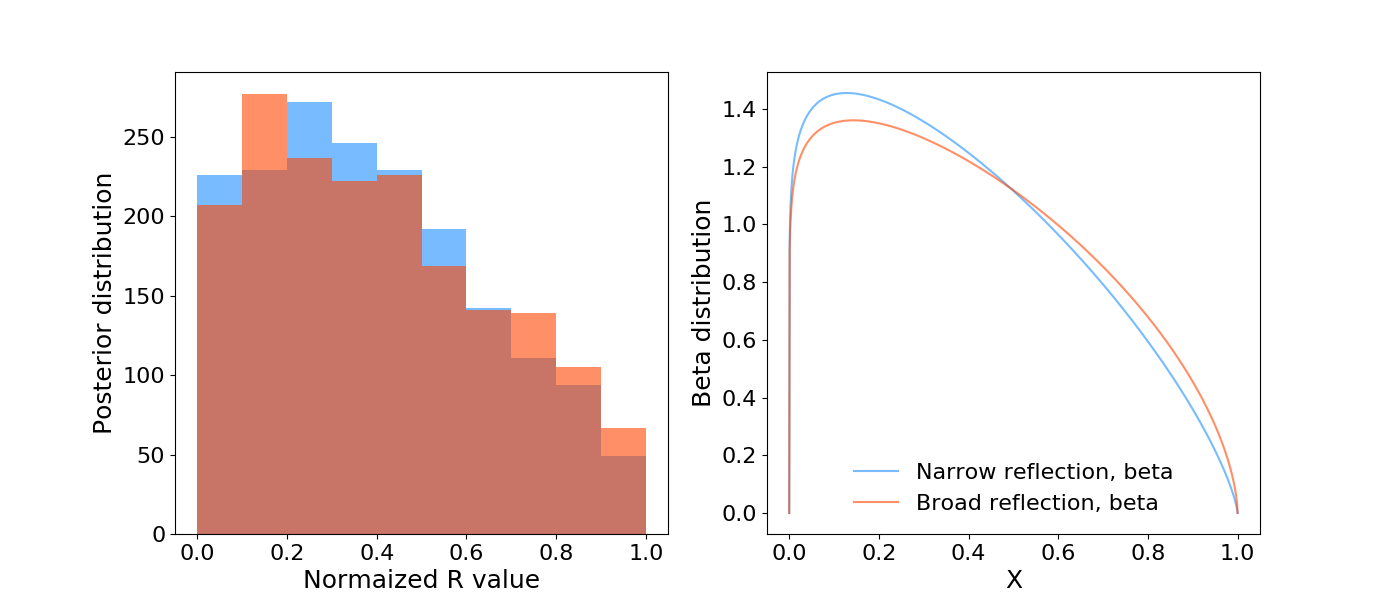 Posterior distribution
250
200
150
100
50
0
0.0 0.2 0.4 0.6 0.8 1.0
Normaized R value
Beta distribution
1.4
1.2
1.0
0.8
0.6
0.4
0.2
0.0
Narrow reflection, beta
Broad reflection, beta
0.0 0.2 0.4 0.6 0.8 1.0
X